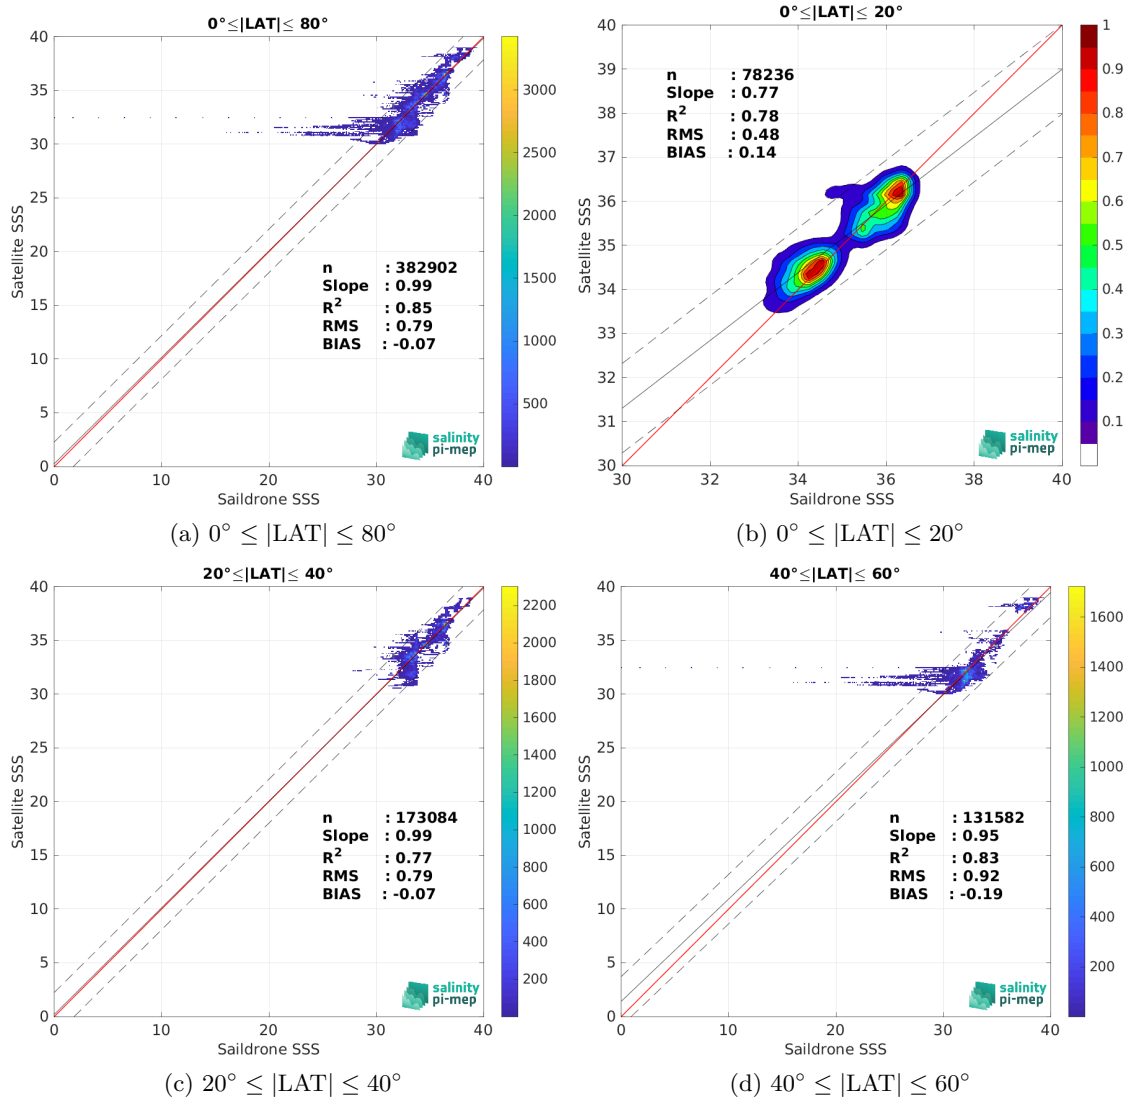 0°≤|LAT|≤ 80°
40
35
30
25
20
15
10
5
0
Satellite SSS
n : 382902
Slope : 0.99
R² : 0.85
RMS : 0.79
BIAS : -0.07
salinity
pi-mep
0 10 20 30 40
Saildrone SSS
3000
2500
2000
1500
1000
500
(a) 0° ≤ |LAT| ≤ 80°
0°≤|LAT|≤ 20°
40
39
38
37
36
35
34
33
32
31
30
Satellite SSS
n : 78236
Slope : 0.77
R² : 0.78
RMS : 0.48
BIAS : 0.14
salinity
pi-mep
30 32 34 36 38 40
Saildrone SSS
1
0.9
0.8
0.7
0.6
0.5
0.4
0.3
0.2
0.1
(b) 0° ≤ |LAT| ≤ 20°
20°≤|LAT|≤ 40°
40
35
30
25
20
15
10
5
0
Satellite SSS
n : 173084
Slope : 0.99
R² : 0.77
RMS : 0.79
BIAS : -0.07
salinity
pi-mep
0 10 20 30 40
Saildrone SSS
2200
2000
1800
1600
1400
1200
1000
800
600
400
200
(c) 20° ≤ |LAT| ≤ 40°
40°≤|LAT|≤ 60°
40
35
30
25
20
15
10
5
0
Satellite SSS
n : 131582
Slope : 0.95
R² : 0.83
RMS : 0.92
BIAS : -0.19
salinity
pi-mep
0 10 20 30 40
Saildrone SSS
1600
1400
1200
1000
800
600
400
200
(d) 40° ≤ |LAT| ≤ 60°